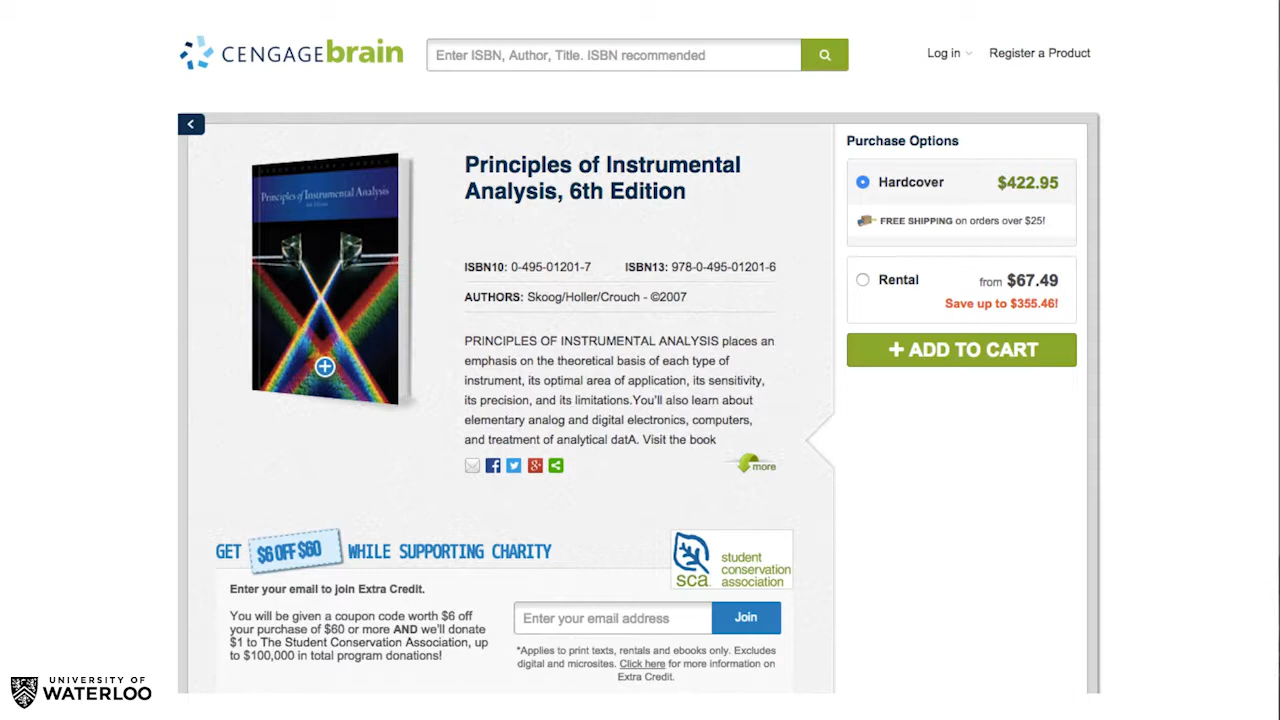 CENGAGEbrain
Enter ISBN, Author, Title. ISBN recommended
Log in
Register a Product
Principles of Instrumental Analysis
Principles of Instrumental
Analysis, 6th Edition
ISBN10: 0-495-01201-7
ISBN13: 978-0-495-01201-6
AUTHORS: Skoog/Holler/Crouch - ©2007
PRINCIPLES OF INSTRUMENTAL ANALYSIS places an
emphasis on the theoretical basis of each type of
instrument, its optimal area of application, its sensitivity,
its precision, and its limitations.You'll also learn about
elementary analog and digital electronics, computers,
and treatment of analytical datA. Visit the book
more
Purchase Options
Hardcover
$422.95
FREE SHIPPING on orders over $25!
Rental
from $67.49
Save up to $355.46!
+ ADD TO CART
GET $6 OFF $60 WHILE SUPPORTING CHARITY
sca
student
conservation
association
Enter your email to join Extra Credit.
You will be given a coupon code worth $6 off
your purchase of $60 or more AND we'll donate
$1 to The Student Conservation Association, up
to $100,000 in total program donations!
Enter your email address
Join
*Applies to print texts, rentals and ebooks only. Excludes
digital and microsites. Click here for more information on
Extra Credit.
UNIVERSITY OF
WATERLOO